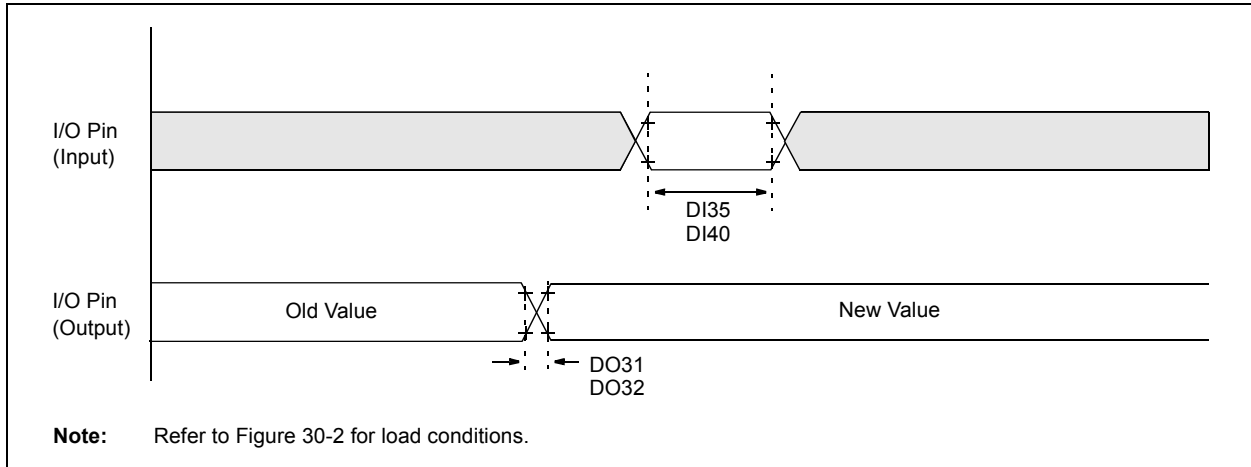 I/O Pin
(Input)
DI35
DI40
I/O Pin
(Output)
Old Value
New Value
DO31
DO32
Note: Refer to Figure 30-2 for load conditions.